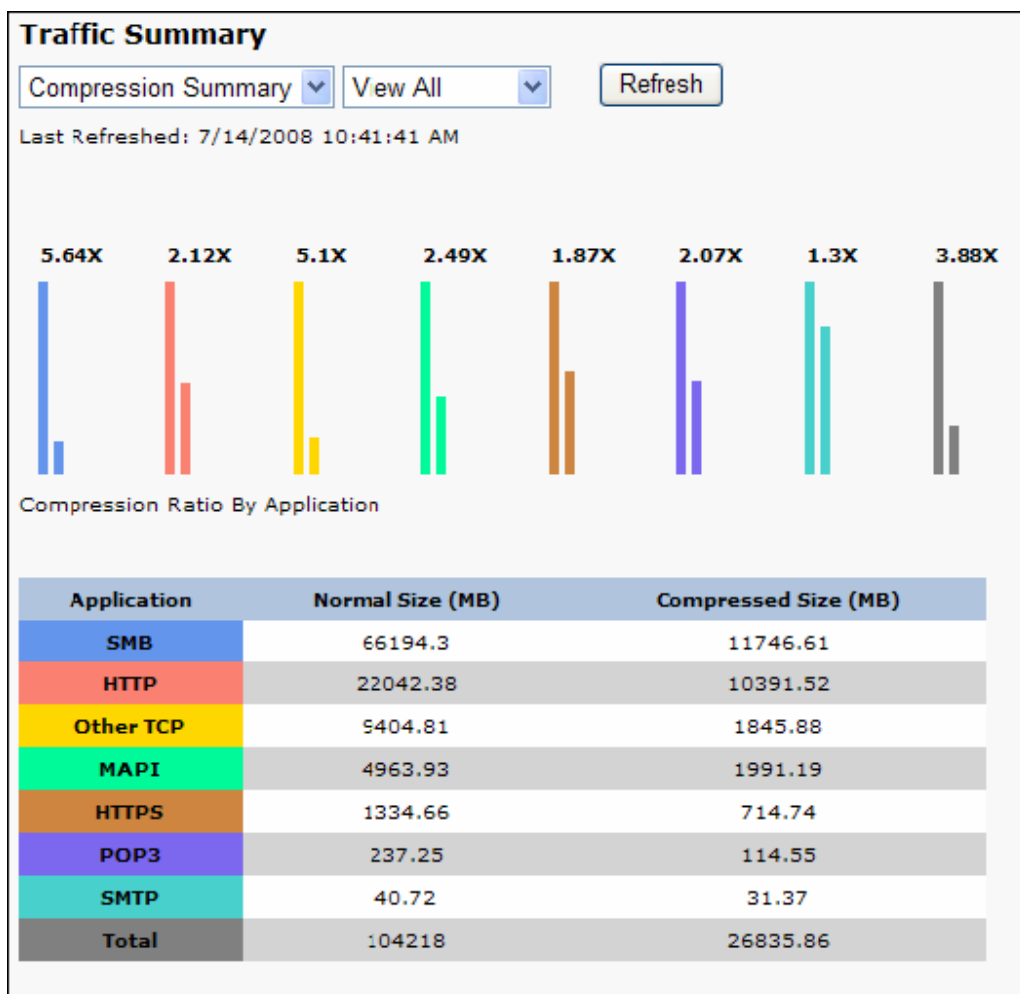 Traffic Summary
Compression Summary View All Refresh
Last Refreshed: 7/14/2008 10:41:41 AM
5.64X 2.12X 5.1X 2.49X 1.87X 2.07X 1.3X 3.88X
Compression Ratio By Application
Application Normal Size (MB) Compressed Size (MB)
SMB 66194.3 11746.61
HTTP 22042.38 10391.52
Other TCP 9404.81 1845.88
MAPI 4963.93 1991.19
HTTPS 1334.66 714.74
POP3 237.25 114.55
SMTP 40.72 31.37
Total 104218 26835.86